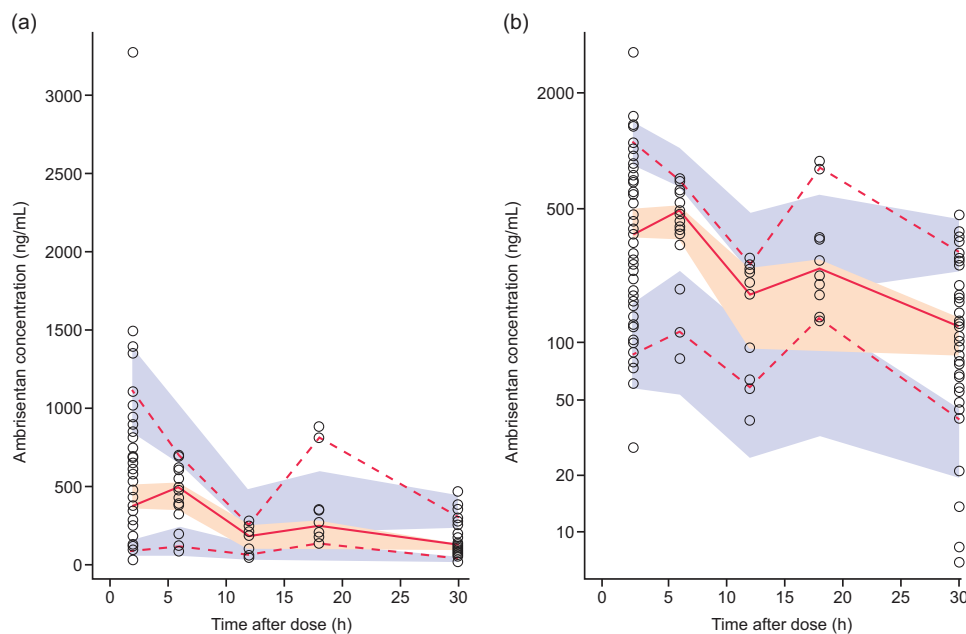 (a)
3000
2500
2000
1500
1000
500
0
Ambrisentan concentration (ng/mL)
0 5 10 15 20 25 30
Time after dose (h)
(b)
2000
500
100
50
20
10
Ambrisentan concentration (ng/mL)
0 5 10 15 20 25 30
Time after dose (h)